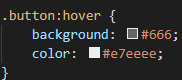 .button:hover {
    background: #666;
    color: #e7eeee;
}